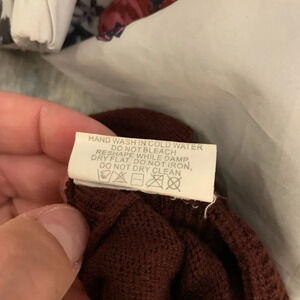 HAND WASH IN COLD WATER
DO NOT BLEACH
RESHAPE WHILE DAMP,
DRY FLAT, DO NOT IRON,
DO NOT DRY CLEAN